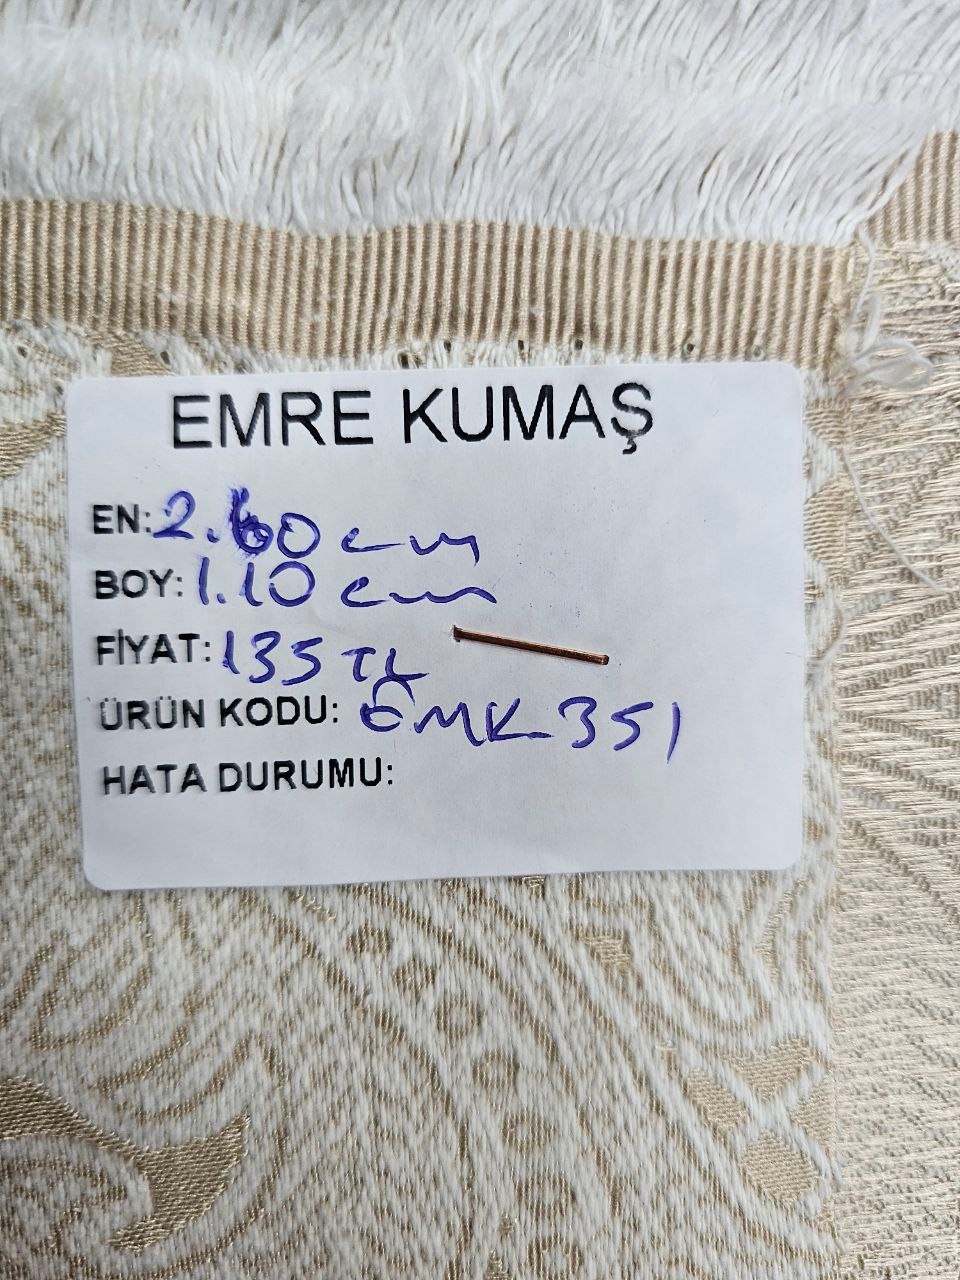 EMRE KUMAŞ
EN: 2.60 cm
BOY: 1.10 cm
FİYAT: 135 TL
ÜRÜN KODU: EMK 351
HATA DURUMU: